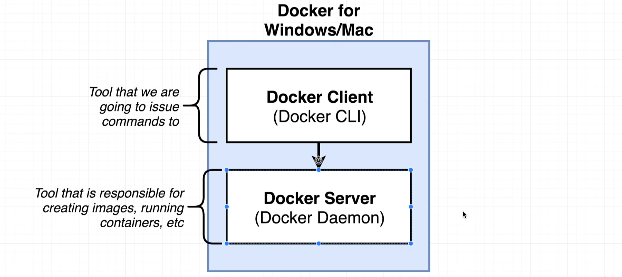 Docker for
Windows/Mac
Tool that we are
going to issue
commands to
Docker Client
(Docker CLI)
Tool that is responsible for
creating images, running
containers, etc
Docker Server
(Docker Daemon)